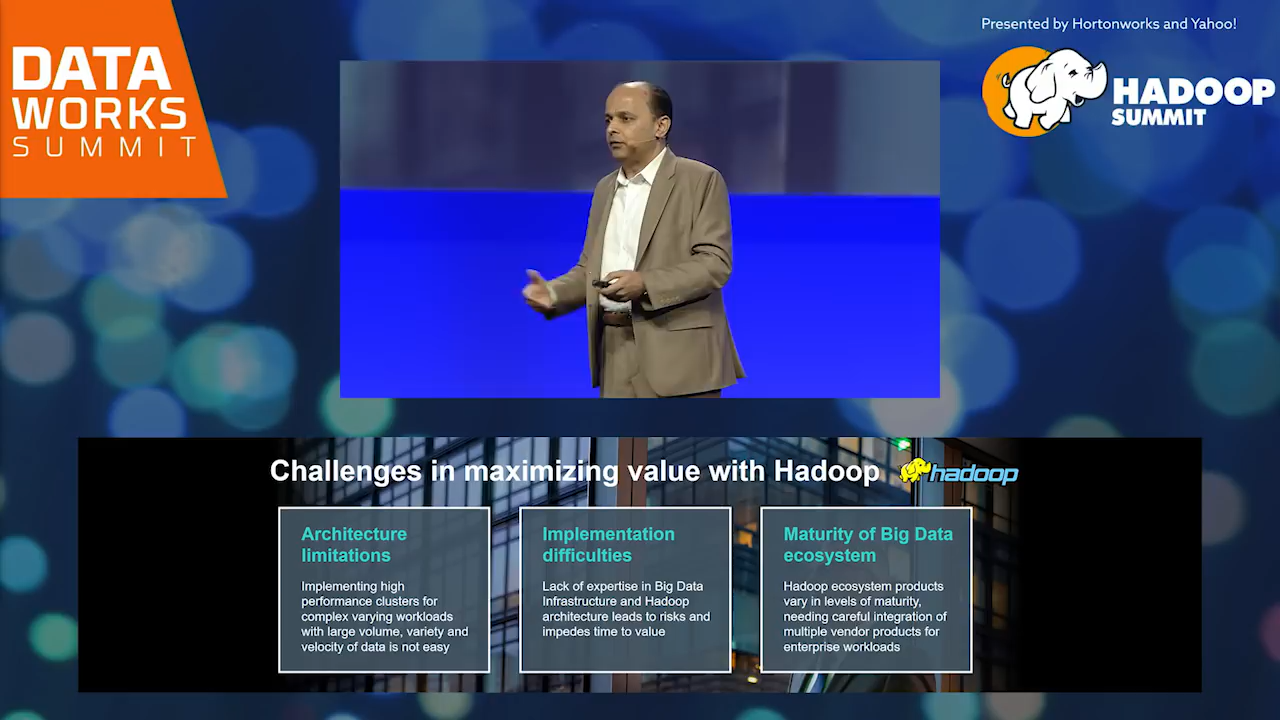 DATA
WORKS
SUMMIT
Presented by Hortonworks and Yahoo!
HADOOP
SUMMIT
Challenges in maximizing value with Hadoop
hadoop
Architecture
limitations
Implementing high
performance clusters for
complex varying workloads
with large volume, variety and
velocity of data is not easy
Implementation
difficulties
Lack of expertise in Big Data
Infrastructure and Hadoop
architecture leads to risks and
impedes time to value
Maturity of Big Data
ecosystem
Hadoop ecosystem products
vary in levels of maturity,
needing careful integration of
multiple vendor products for
enterprise workloads